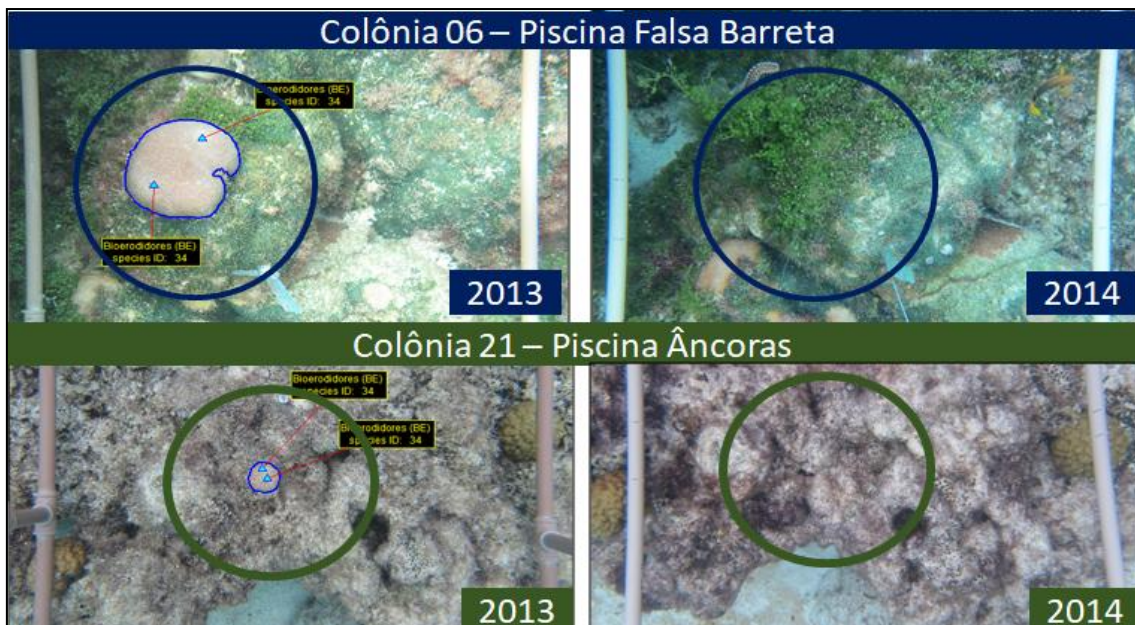 Colônia 06 – Piscina Falsa Barreta
Bioerodidores (BE)
species ID: 34
Bioerodidores (BE)
species ID: 34
2013
2014
Colônia 21 – Piscina Âncoras
Bioerodidores (BE)
species ID: 34
Bioerodidores (BE)
species ID: 34
2013
2014